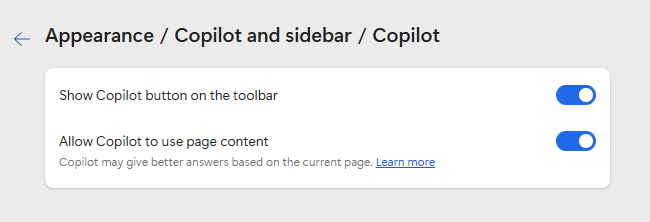 Appearance / Copilot and sidebar / Copilot
Show Copilot button on the toolbar
Allow Copilot to use page content
Copilot may give better answers based on the current page. Learn more